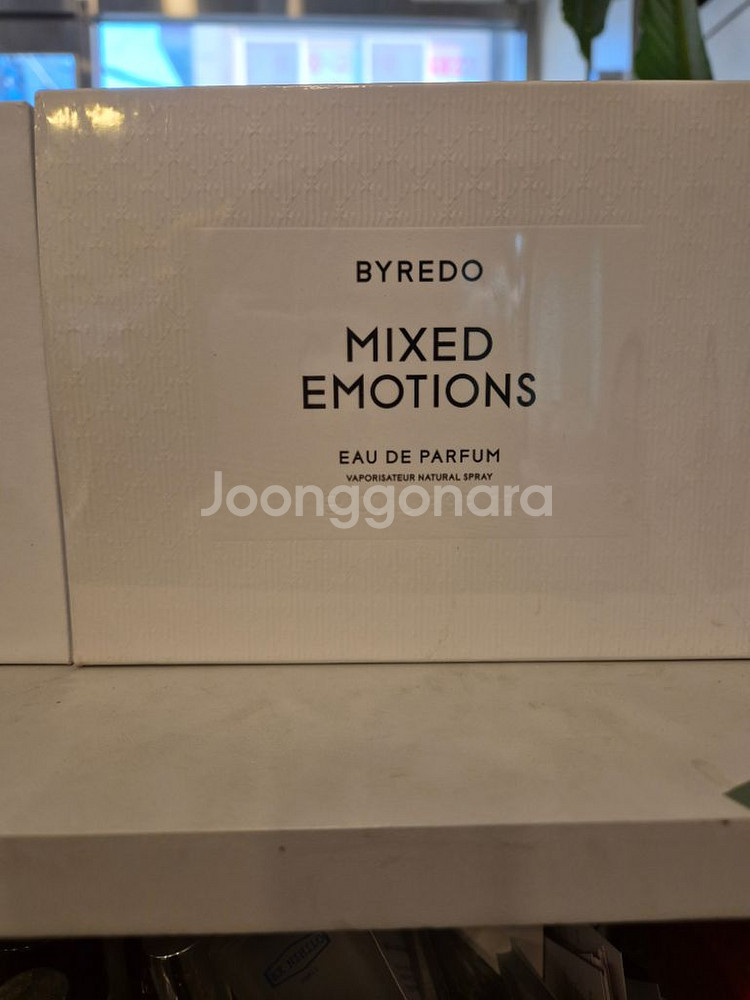 BYREDO
MIXED
EMOTIONS
EAU DE PARFUM
VAPORISATEUR NATURAL SPRAY
Joonggonara